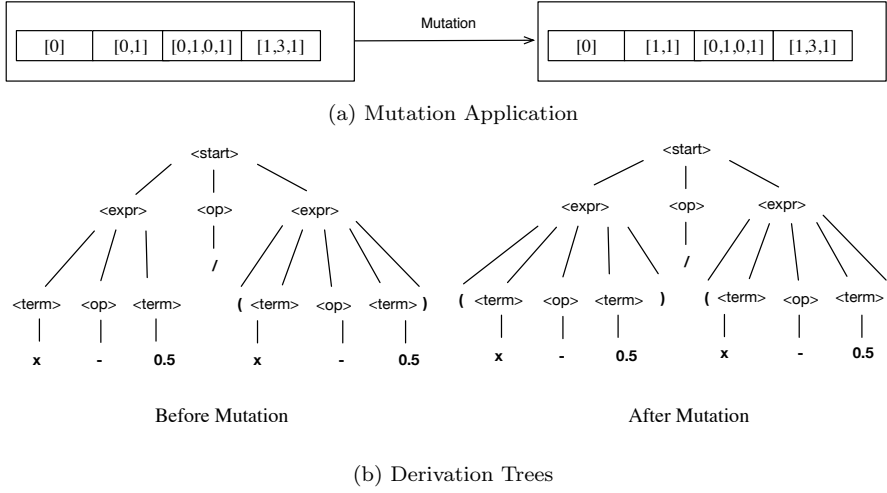 Mutation
[0] [0,1] [0,1,0,1] [1,3,1] [0] [1,1] [0,1,0,1] [1,3,1]
(a) Mutation Application
<start> <start>
<expr> <op> <expr> <expr> <op> <expr>
/ /
<term> <op> <term> ( <term> <op> <term> ) ( <term> <op> <term> ) ( <term> <op> <term>
x - 0.5 x - 0.5 x - 0.5 x - 0.5
Before Mutation After Mutation
(b) Derivation Trees